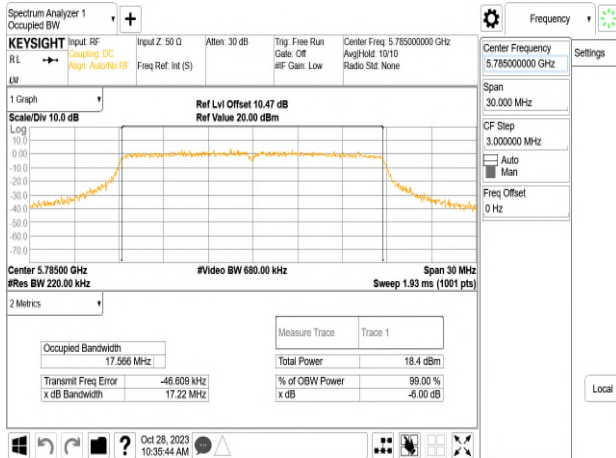 Spectrum Analyzer 1
Occupied BW
Frequency
KEYSIGHT Input: RF Input Z: 50 Ω Atten: 30 dB Trig: Free Run Center Freq: 5.785000000 GHz
RL Coupling: DC Gate: Off Avg|Hold: 10/10
Align: Auto/No RF Freq Ref: Int (S) #IF Gain: Low Radio Std: None
LXI
Center Frequency
5.785000000 GHz
Settings
Span
30.000 MHz
CF Step
3.000000 MHz
Auto
Man
Freq Offset
0 Hz
Local
1 Graph
Ref Lvl Offset 10.47 dB
Scale/Div 10.0 dB Ref Value 20.00 dBm
Log
10.0
0.00
-10.0
-20.0
-30.0
-40.0
-50.0
-60.0
-70.0
Center 5.78500 GHz #Video BW 680.00 kHz Span 30 MHz
#Res BW 220.00 kHz Sweep 1.93 ms (1001 pts)
2 Metrics
Measure Trace Trace 1
Occupied Bandwidth
17.566 MHz
Total Power 18.4 dBm
Transmit Freq Error -46.609 kHz % of OBW Power 99.00 %
x dB Bandwidth 17.22 MHz x dB -6.00 dB
Oct 28, 2023
10:35:44 AM